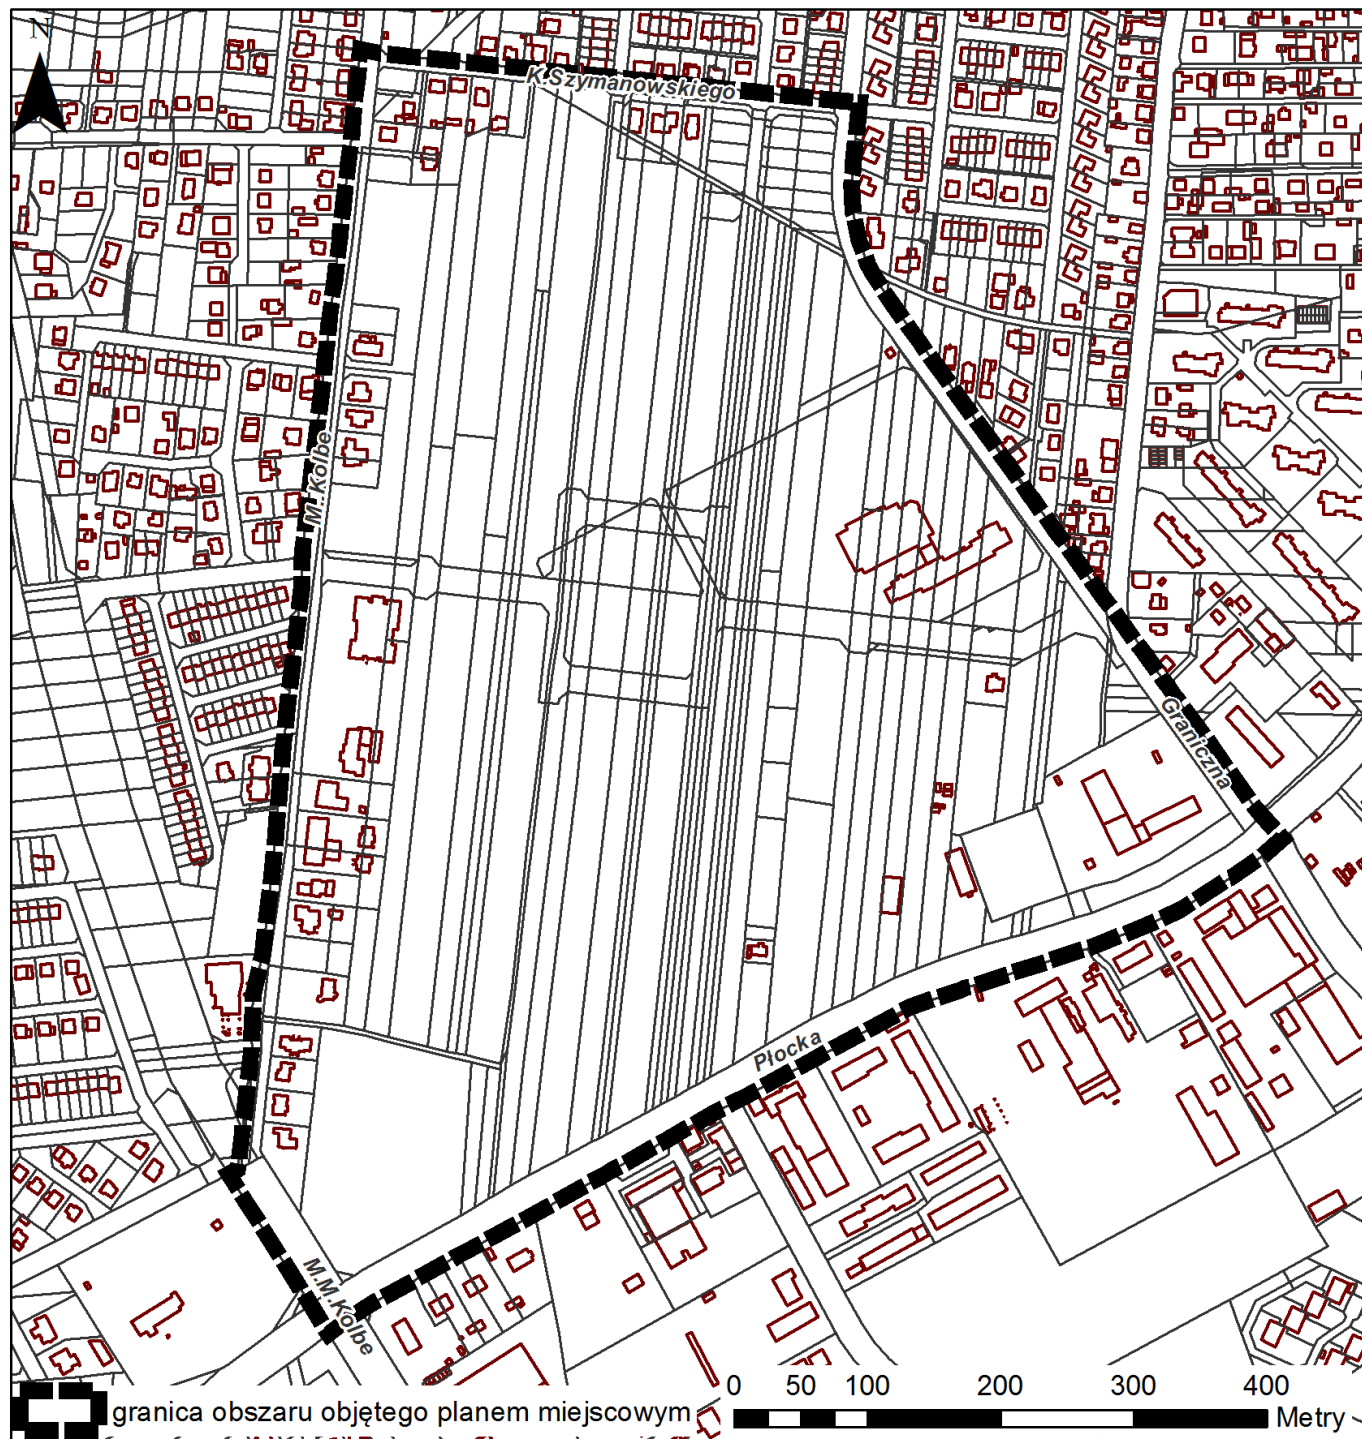 N
K.Szymanowskiego
M.Kolbe
Graniczna
Płocka
M.M.Kolbe
0 50 100 200 300 400
granica obszaru objętego planem miejscowym
Metry